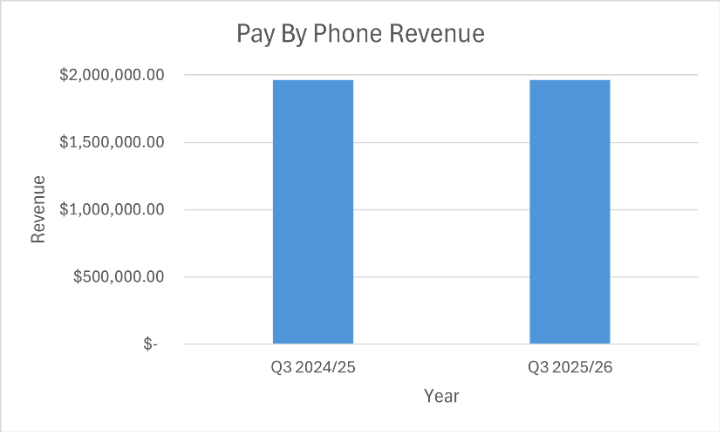 Pay By Phone Revenue
$2,000,000.00
$1,500,000.00
$1,000,000.00
$500,000.00
$-
Revenue
Q3 2024/25
Q3 2025/26
Year